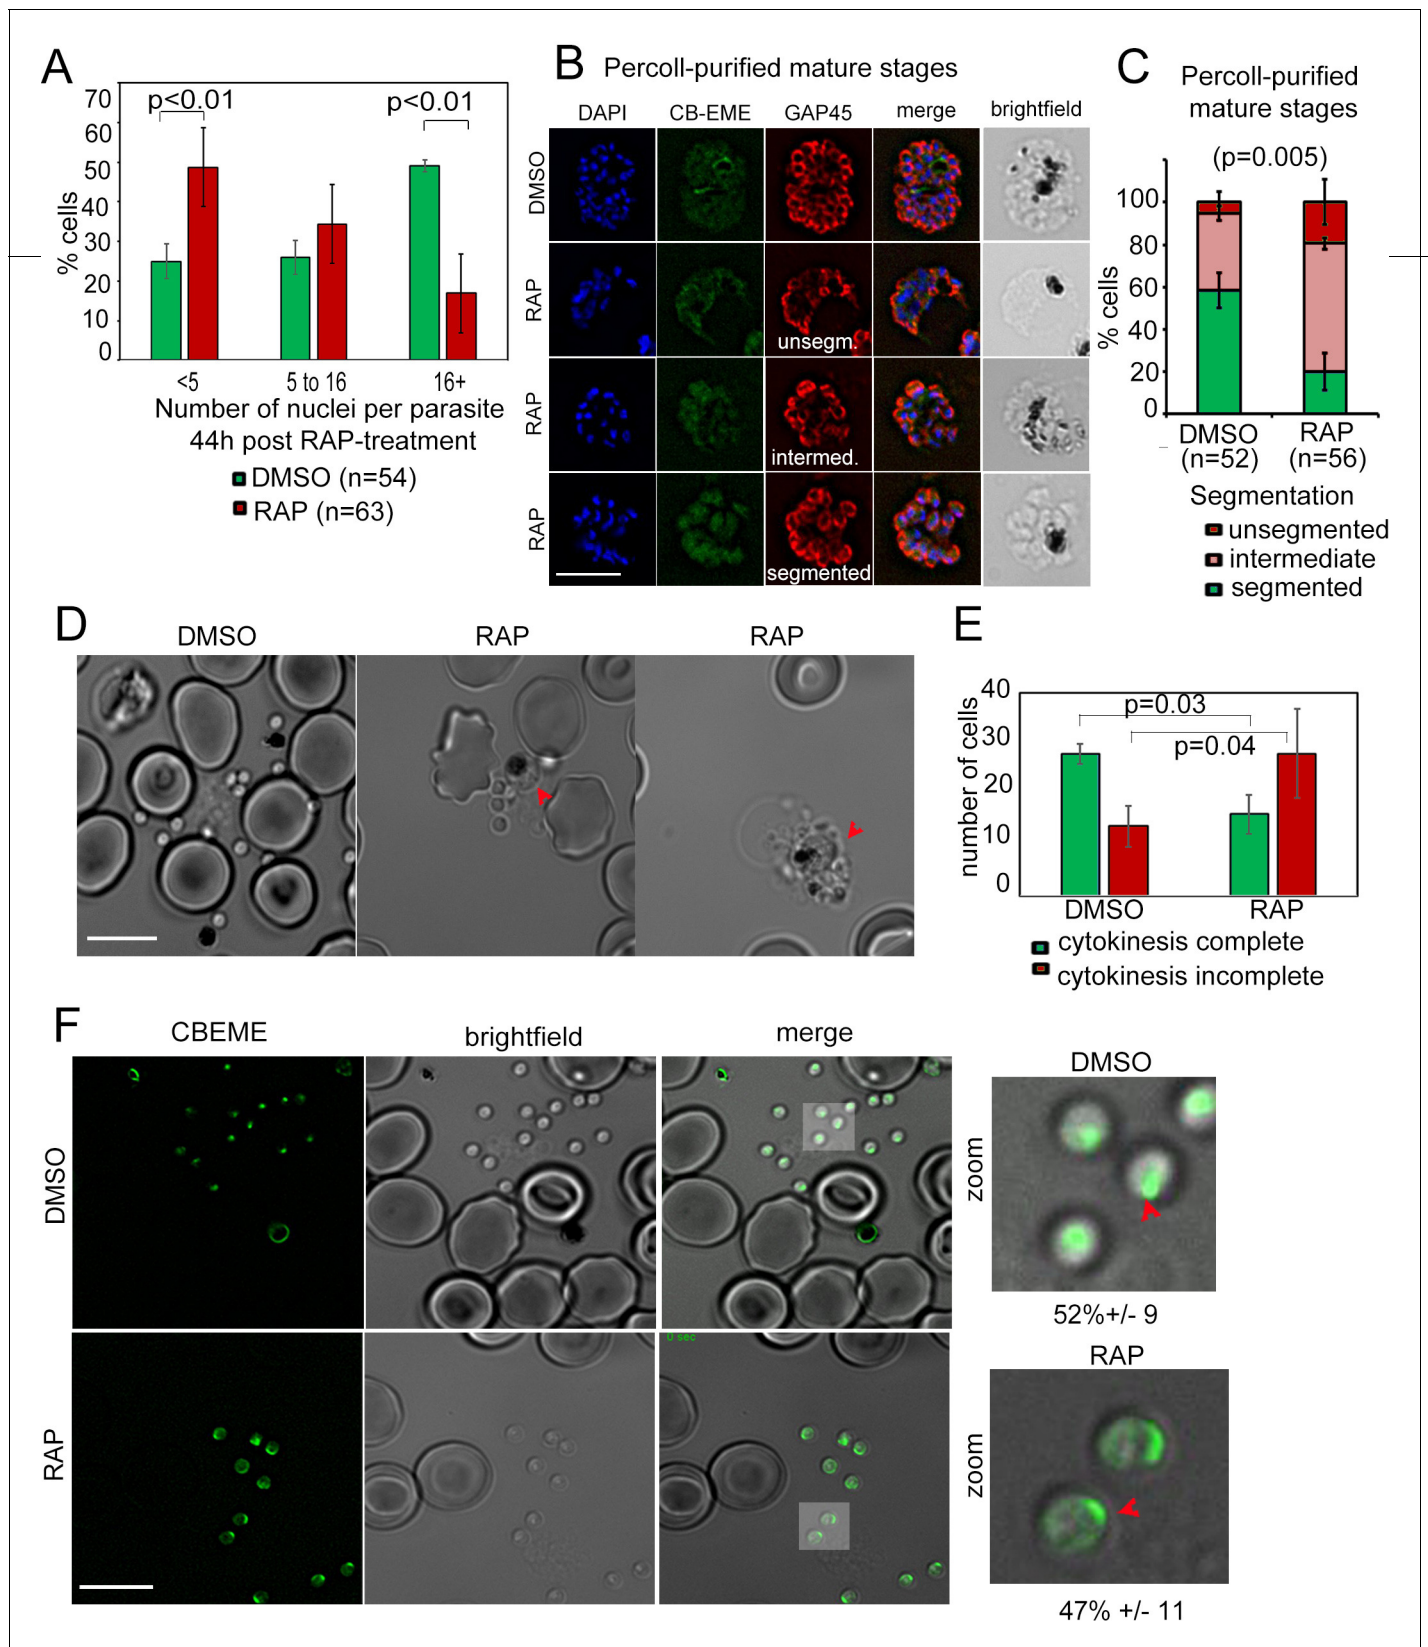 A
70
60
50
40
30
20
10
0
% cells
p<0.01
p<0.01
<5
5 to 16
16+
Number of nuclei per parasite
44h post RAP-treatment
DMSO (n=54)
RAP (n=63)
B
Percoll-purified mature stages
DAPI
CB-EME
GAP45
merge
brightfield
DMSO
RAP
unsegm.
RAP
intermed.
RAP
segmented
C
Percoll-purified
mature stages
(p=0.005)
100
80
60
40
20
0
% cells
DMSO
(n=52)
RAP
(n=56)
Segmentation
unsegmented
intermediate
segmented
D
DMSO
RAP
RAP
E
40
30
20
10
0
number of cells
p=0.03
p=0.04
DMSO
RAP
cytokinesis complete
cytokinesis incomplete
F
CBEME
brightfield
merge
DMSO
DMSO
zoom
52%+/- 9
RAP
0 sec
RAP
zoom
47% +/- 11